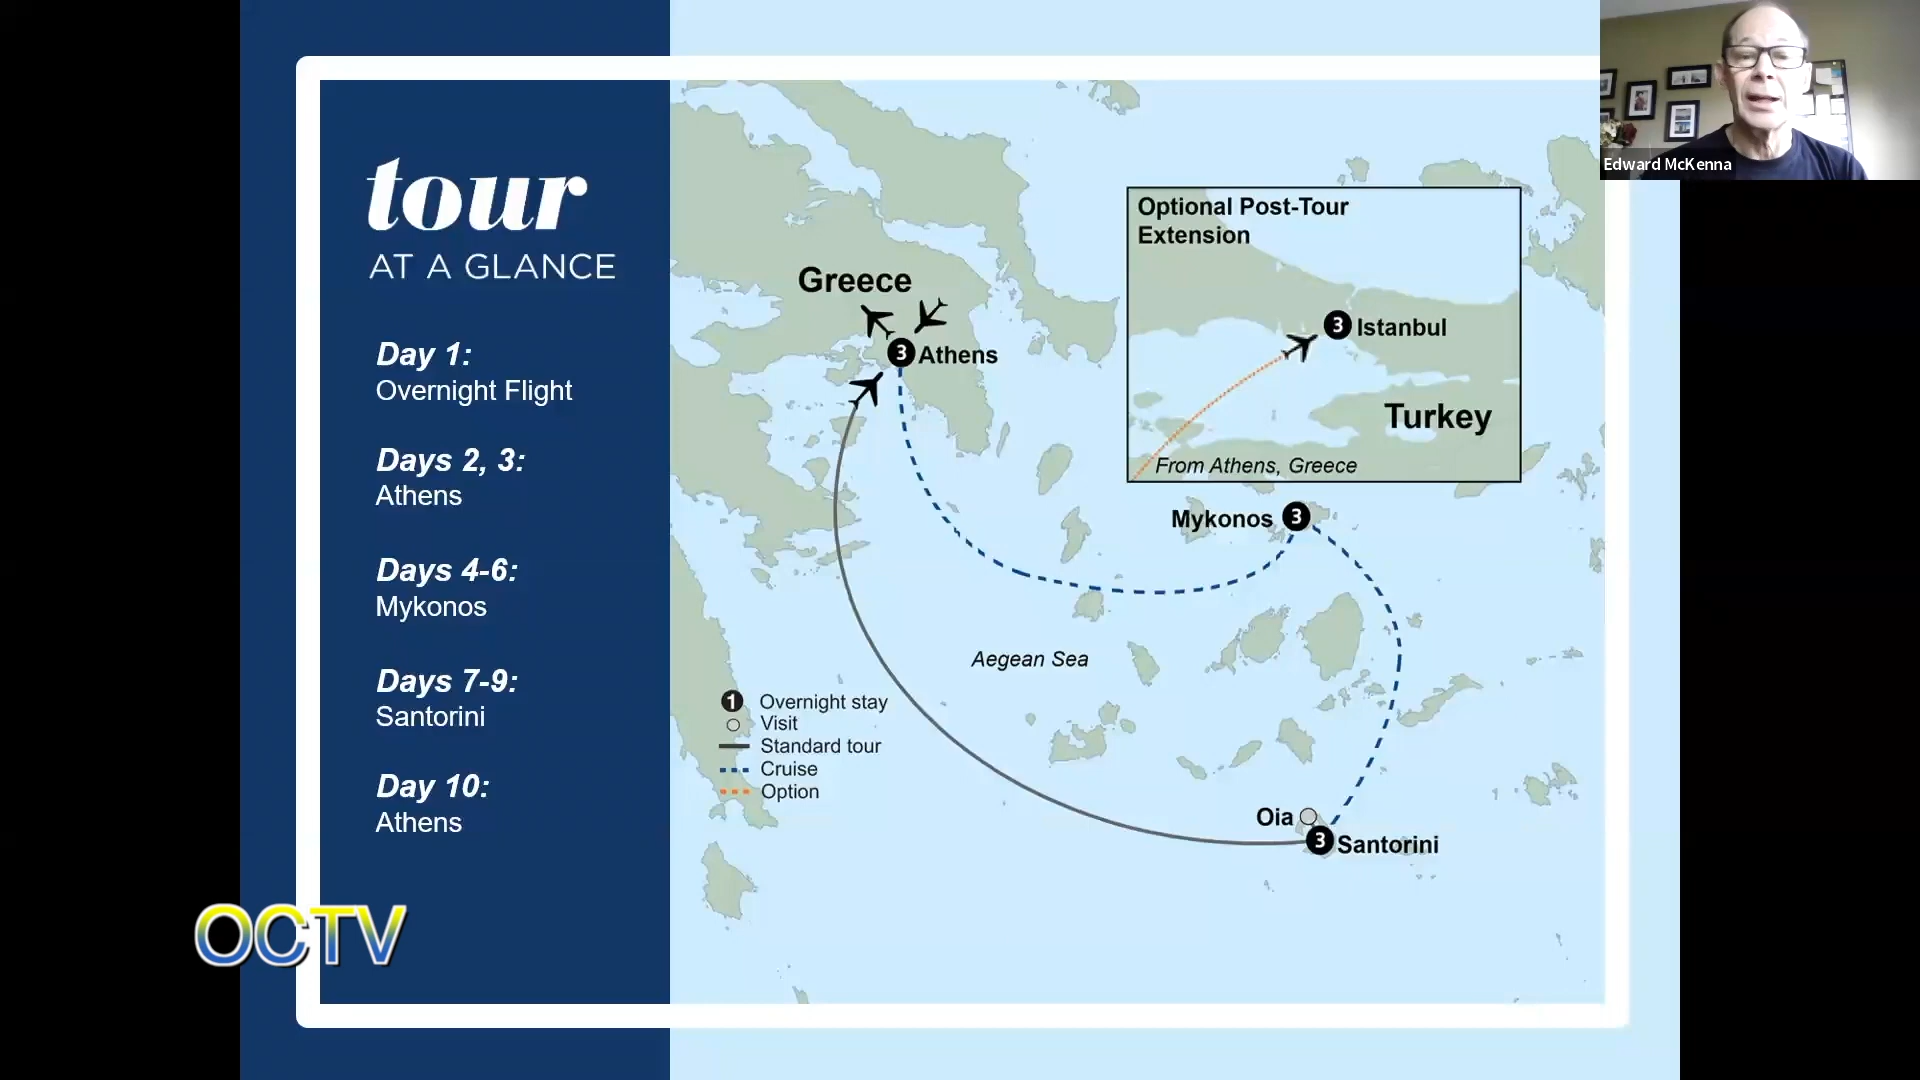 tour
AT A GLANCE
Day 1:
Overnight Flight
Days 2, 3:
Athens
Days 4-6:
Mykonos
Days 7-9:
Santorini
Day 10:
Athens
OCTV
Greece
3 Athens
Optional Post-Tour
Extension
3 Istanbul
Turkey
From Athens, Greece
Mykonos 3
Aegean Sea
1 Overnight stay
Visit
Standard tour
Cruise
Option
Oia
3 Santorini
Edward McKenna